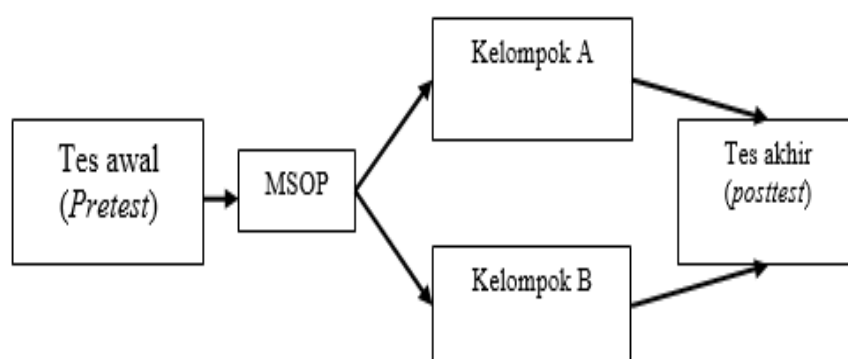 Tes awal
(Pretest)
MSOP
Kelompok A
Kelompok B
Tes akhir
(posttest)